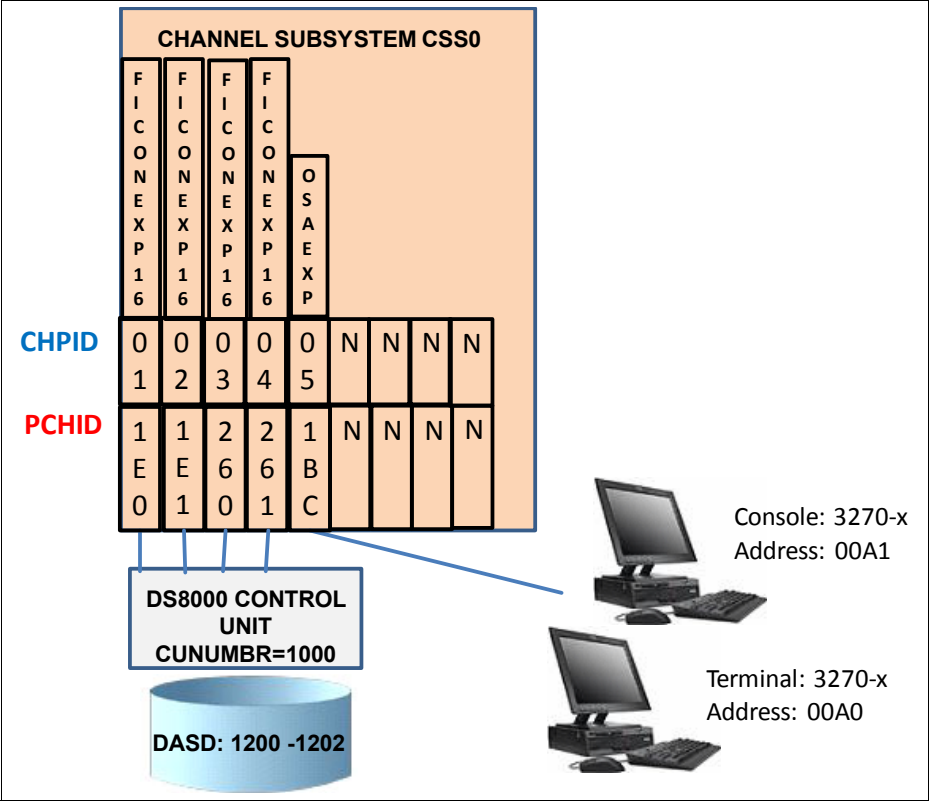 CHANNEL SUBSYSTEM CSS0
FICONEXP16
FICONEXP16
FICONEXP16
FICONEXP16
OSAEXP
CHPID
01
02
03
04
05
N
N
N
N
PCHID
1E0
1E1
260
261
1BC
N
N
N
N
DS8000 CONTROL
UNIT
CUNUMBR=1000
DASD: 1200 -1202
Console: 3270-x
Address: 00A1
Terminal: 3270-x
Address: 00A0